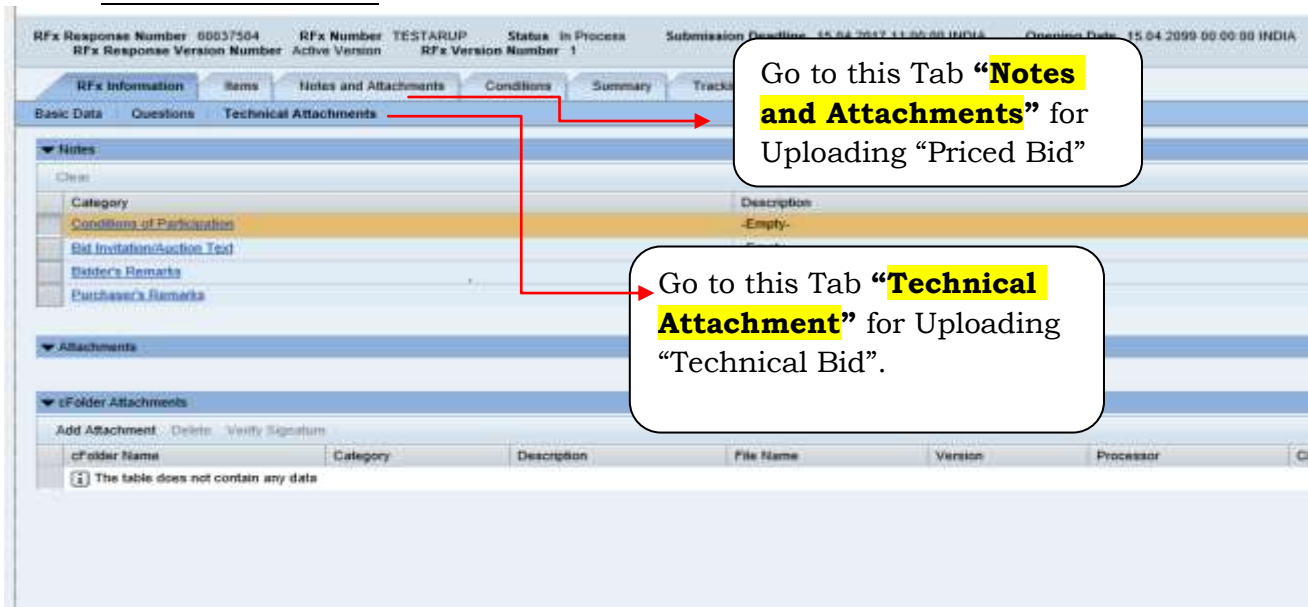 RFx Response Number 60037504 RFx Number TESTARUP Status In Process Submission Deadline 15.04.2017 11:00:00 INDIA Opening Date 15.04.2099 00:00:00 INDIA
RFx Response Version Number Active Version RFx Version Number 1
RFx Information Items Notes and Attachments Conditions Summary
Basic Data Questions Technical Attachments
Go to this Tab “Notes
and Attachments” for
Uploading “Priced Bid”
Notes
Clear
Category Description
Conditions of Participation -Empty-
Bid Invitation/Auction Text
Bidder's Remarks
Purchaser's Remarks
Go to this Tab “Technical
Attachment” for Uploading
“Technical Bid”.
Attachments
cFolder Attachments
Add Attachment Delete Verify Signature
cFolder Name Category Description File Name Version Processor
The table does not contain any data